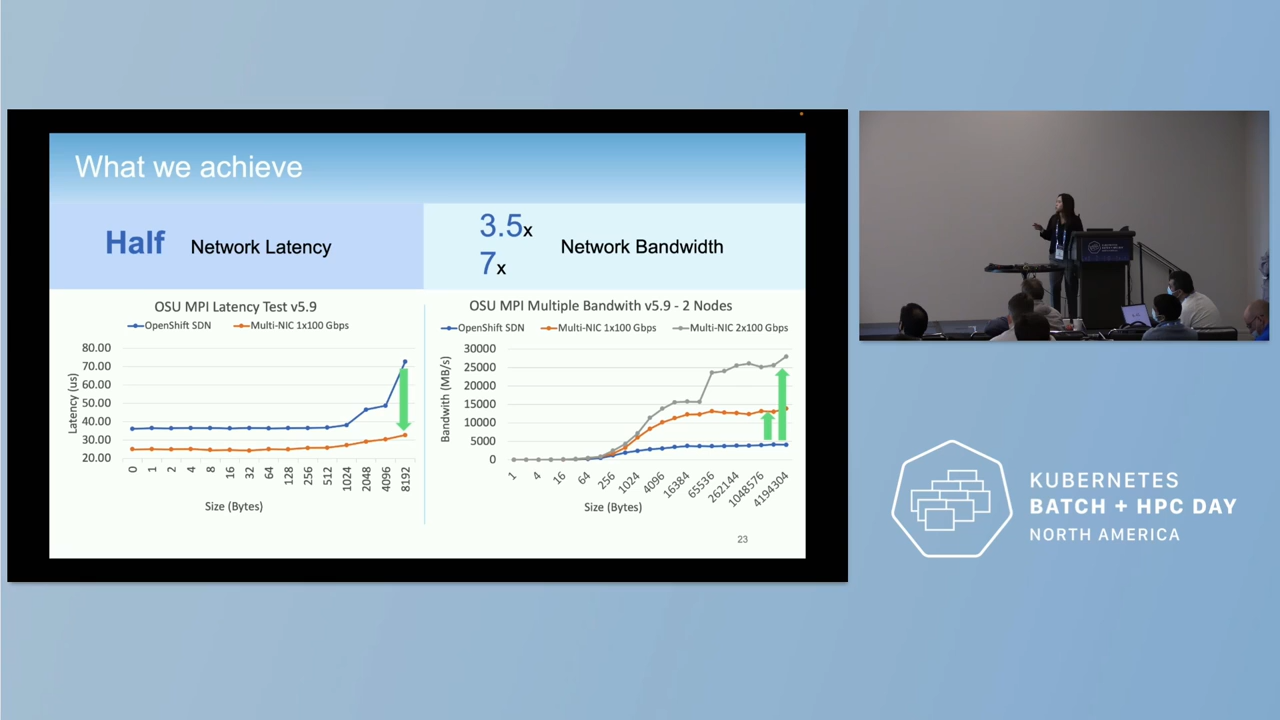 What we achieve
Half Network Latency
3.5x
7x
Network Bandwidth
OSU MPI Latency Test v5.9
OpenShift SDN Multi-NIC 1x100 Gbps
80.00
70.00
60.00
50.00
40.00
30.00
20.00
Latency (us)
0 1 2 4 8 16 32 64 128 256 512 1024 2048 4096 8192
Size (Bytes)
OSU MPI Multiple Bandwith v5.9 - 2 Nodes
OpenShift SDN Multi-NIC 1x100 Gbps Multi-NIC 2x100 Gbps
30000
25000
20000
15000
10000
5000
0
Bandwith (MB/s)
1 4 16 64 256 1024 4096 16384 65536 262144 1048576 4194304
Size (Bytes)
23
KUBERNETES
BATCH + HPC DAY
NORTH AMERICA